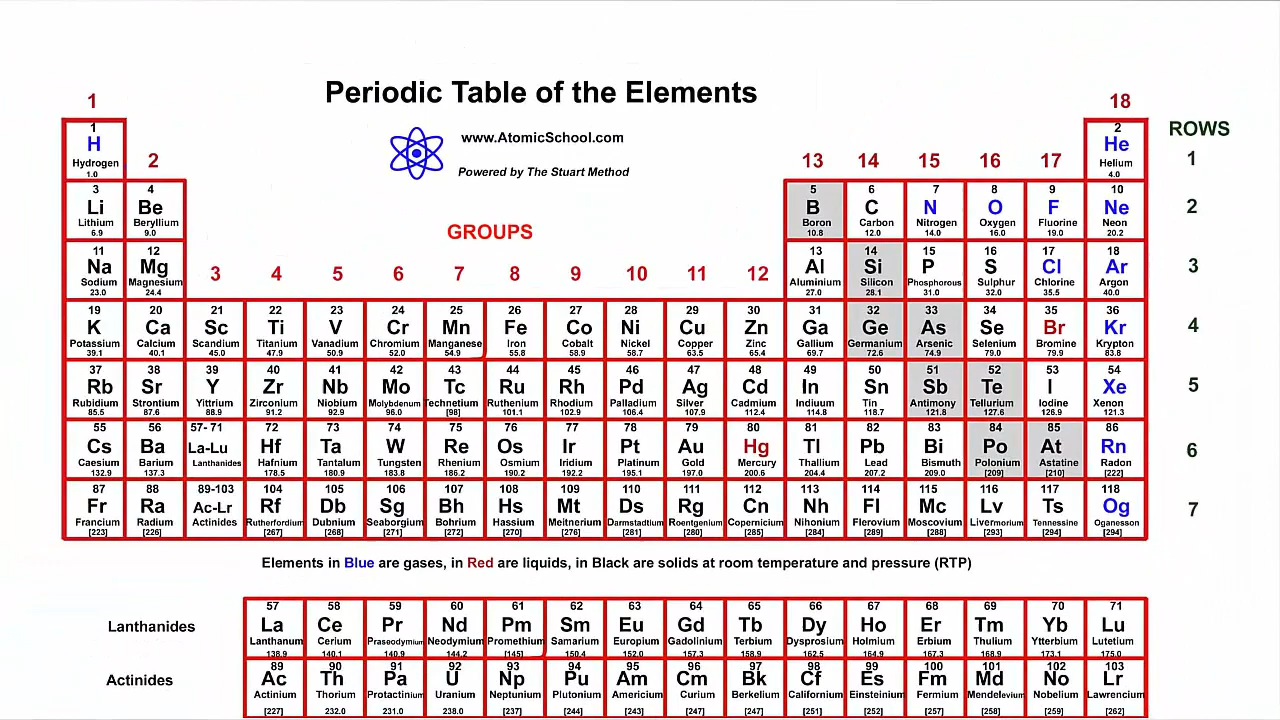 Periodic Table of the Elements
1 18
www.AtomicSchool.com
ROWS
1 H Hydrogen 1.0
2 He Helium 4.0
1
2 13 14 15 16 17
Powered by The Stuart Method
3 Li Lithium 6.9
4 Be Beryllium 9.0
5 B Boron 10.8
6 C Carbon 12.0
7 N Nitrogen 14.0
8 O Oxygen 16.0
9 F Fluorine 19.0
10 Ne Neon 20.2
2
GROUPS
11 Na Sodium 23.0
12 Mg Magnesium 24.4
3 4 5 6 7 8 9 10 11 12
13 Al Aluminium 27.0
14 Si Silicon 28.1
15 P Phosphorous 31.0
16 S Sulphur 32.0
17 Cl Chlorine 35.5
18 Ar Argon 40.0
3
19 K Potassium 39.1
20 Ca Calcium 40.1
21 Sc Scandium 45.0
22 Ti Titanium 47.9
23 V Vanadium 50.9
24 Cr Chromium 52.0
25 Mn Manganese 54.9
26 Fe Iron 55.8
27 Co Cobalt 58.9
28 Ni Nickel 58.7
29 Cu Copper 63.5
30 Zn Zinc 65.4
31 Ga Gallium 69.7
32 Ge Germanium 72.6
33 As Arsenic 74.9
34 Se Selenium 79.0
35 Br Bromine 79.9
36 Kr Krypton 83.8
4
37 Rb Rubidium 85.5
38 Sr Strontium 87.6
39 Y Yittrium 88.9
40 Zr Zirconium 91.2
41 Nb Niobium 92.9
42 Mo Molybdenum 96.0
43 Tc Technetium [98]
44 Ru Ruthenium 101.1
45 Rh Rhodium 102.9
46 Pd Palladium 106.4
47 Ag Silver 107.9
48 Cd Cadmium 112.4
49 In Indiuum 114.8
50 Sn Tin 118.7
51 Sb Antimony 121.8
52 Te Tellurium 127.6
53 I Iodine 126.9
54 Xe Xenon 121.3
5
55 Cs Caesium 132.9
56 Ba Barium 137.3
57- 71 La-Lu Lanthanides
72 Hf Hafnium 178.5
73 Ta Tantalum 180.9
74 W Tungsten 183.8
75 Re Rhenium 186.2
76 Os Osmium 190.2
77 Ir Iridium 192.2
78 Pt Platinum 195.1
79 Au Gold 197.0
80 Hg Mercury 200.6
81 Tl Thallium 204.4
82 Pb Lead 207.2
83 Bi Bismuth 209.0
84 Po Polonium [209]
85 At Astatine [210]
86 Rn Radon [222]
6
87 Fr Francium [223]
88 Ra Radium [226]
89-103 Ac-Lr Actinides
104 Rf Rutherfordium [267]
105 Db Dubnium [268]
106 Sg Seaborgium [271]
107 Bh Bohrium [272]
108 Hs Hassium [270]
109 Mt Meitnerium [276]
110 Ds Darmstadtium [281]
111 Rg Roentgenium [280]
112 Cn Copernicium [285]
113 Nh Nihonium [284]
114 Fl Flerovium [289]
115 Mc Moscovium [288]
116 Lv Livermorium [293]
117 Ts Tennessine [294]
118 Og Oganesson [294]
7
Elements in Blue are gases, in Red are liquids, in Black are solids at room temperature and pressure (RTP)
Lanthanides
57 La Lanthanum 138.9
58 Ce Cerium 140.1
59 Pr Praseodymium 140.9
60 Nd Neodymium 144.2
61 Pm Promethium [145]
62 Sm Samarium 150.4
63 Eu Europium 152.0
64 Gd Gadolinium 157.3
65 Tb Terbium 158.9
66 Dy Dysprosium 162.5
67 Ho Holmium 164.9
68 Er Erbium 167.3
69 Tm Thulium 168.9
70 Yb Ytterbium 173.1
71 Lu Lutetium 175.0
Actinides
89 Ac Actinium [227]
90 Th Thorium 232.0
91 Pa Protactinium 231.0
92 U Uranium 238.0
93 Np Neptunium [237]
94 Pu Plutonium [244]
95 Am Americium [243]
96 Cm Curium [247]
97 Bk Berkelium [247]
98 Cf Californium [251]
99 Es Einsteinium [252]
100 Fm Fermium [257]
101 Md Mendelevium [258]
102 No Nobelium [259]
103 Lr Lawrencium [262]